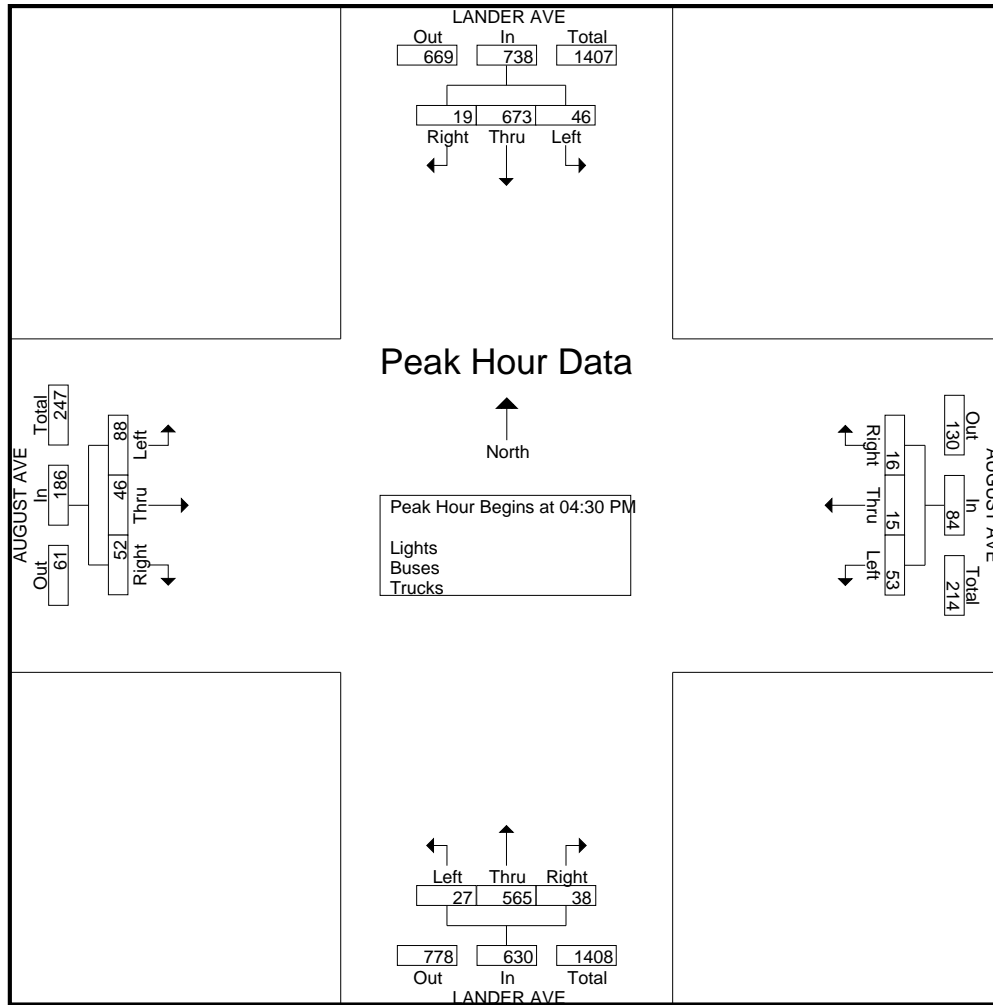 LANDER AVE
Out In Total
669 738 1407
19 673 46
Right Thru Left
Peak Hour Data
North
Peak Hour Begins at 04:30 PM
Lights
Buses
Trucks
AUGUST AVE
Out In Total
61 186 247
52 46 88
Right Thru Left
AUGUST AVE
Out In Total
130 84 214
16 15 53
Right Thru Left
Left Thru Right
27 565 38
778 630 1408
Out In Total
LANDER AVE